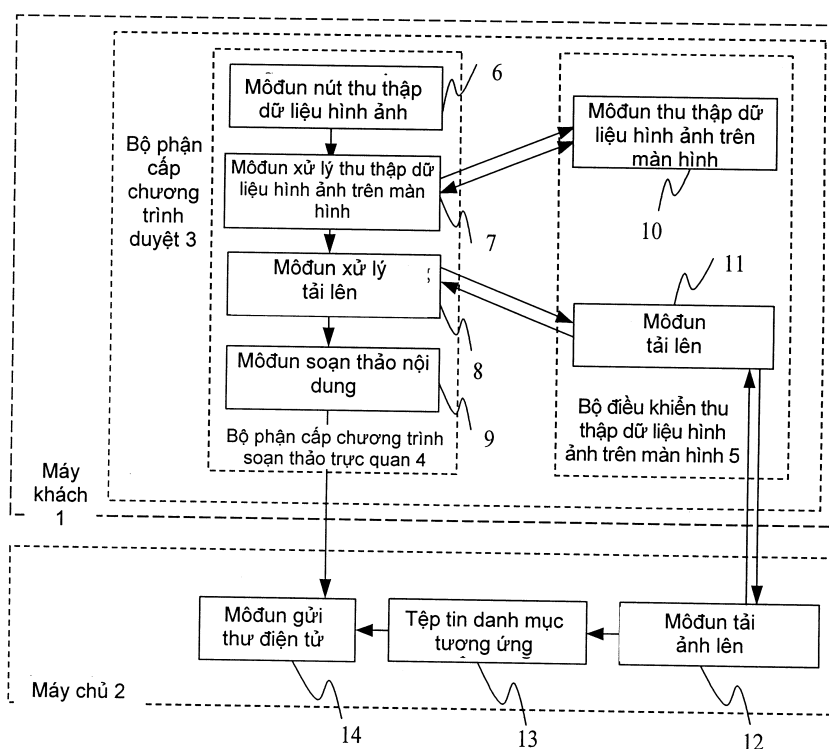 Môđun nút thu thập
dữ liệu hình ảnh
6
Môđun thu thập dữ
liệu hình ảnh trên
màn hình
10
Bộ phận
cấp
chương
trình
duyệt 3
Môđun xử lý thu thập dữ
liệu hình ảnh trên màn
hình
7
Môđun xử lý
tải lên
8
11
Môđun
tải lên
Môđun soạn thảo nội
dung
9
Bộ phận cấp chương trình
soạn thảo trực quan 4
Bộ điều khiển thu
thập dữ liệu hình
ảnh trên màn hình 5
Máy
khách
1
Môđun gửi
thư điện tử
14
Tệp tin danh mục
tương ứng
13
Môđun tải
ảnh lên
12
Máy chủ 2